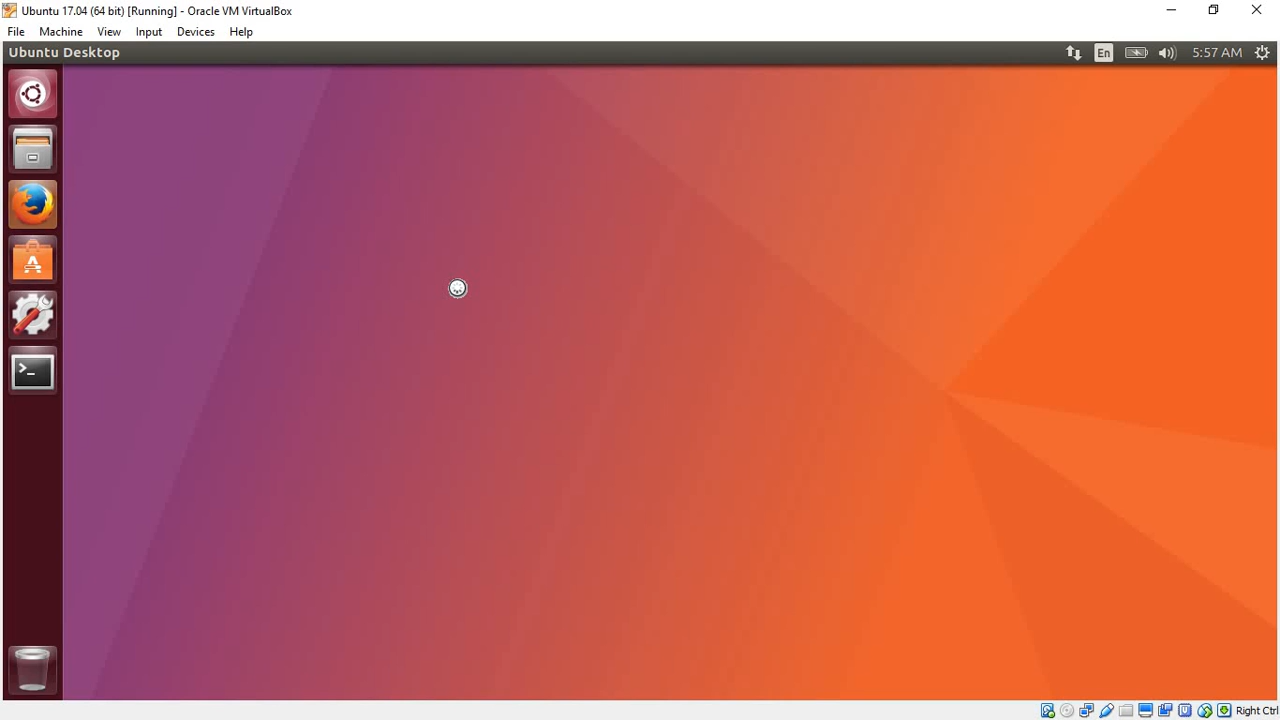 Ubuntu 17.04 (64 bit) [Running] - Oracle VM VirtualBox
File Machine View Input Devices Help
Ubuntu Desktop En 5:57 AM
Right Ctrl